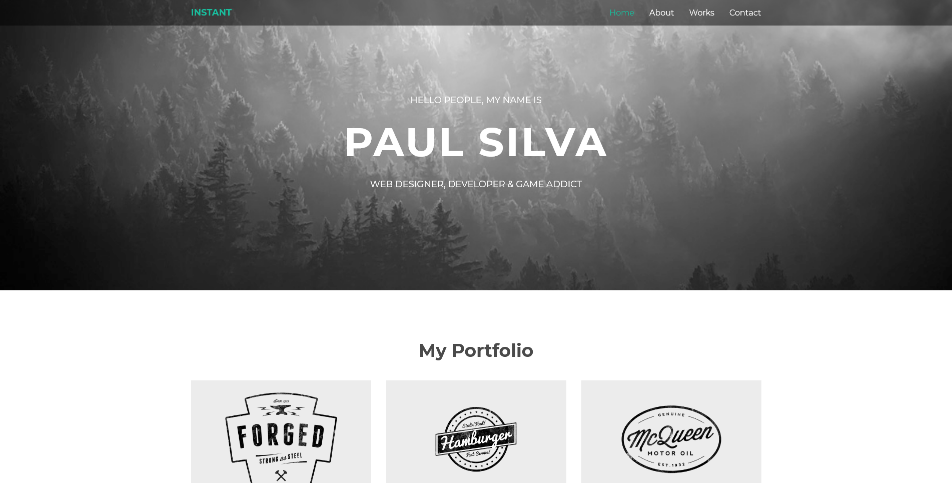 INSTANT
Home About Works Contact
HELLO PEOPLE, MY NAME IS
PAUL SILVA
WEB DESIGNER, DEVELOPER & GAME ADDICT
My Portfolio
FORGED
STRONG AS STEEL
Hamburger
GENUINE
McQueen
MOTOR OIL
EST. 1932